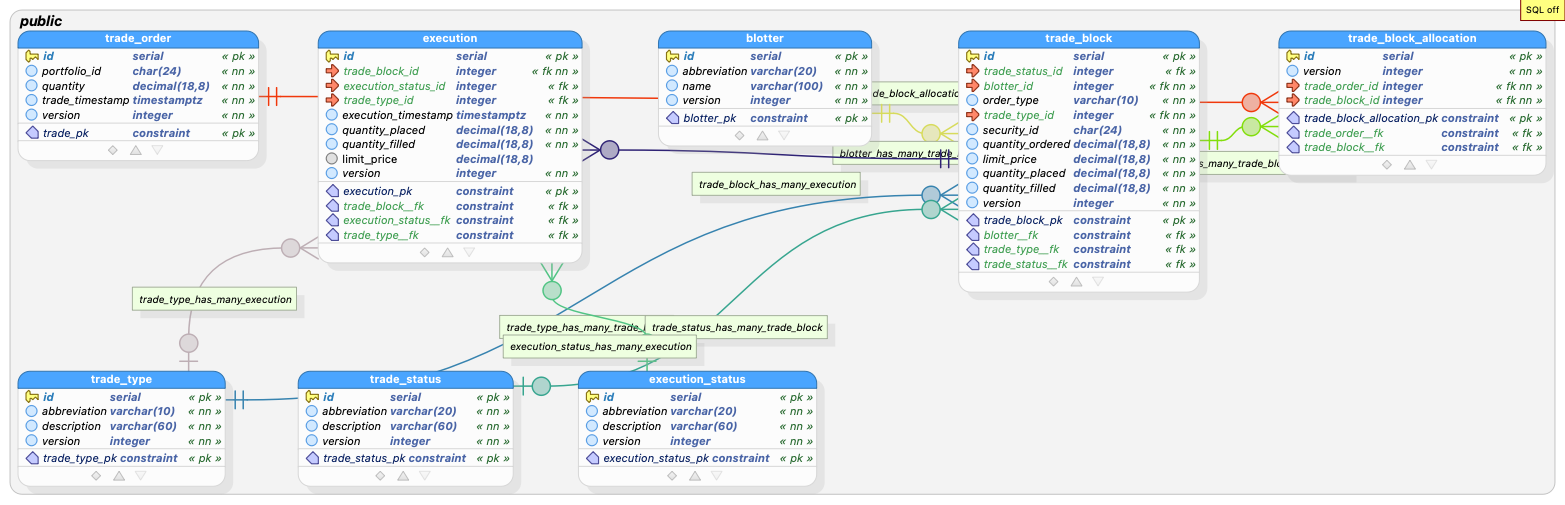 public
SQL off
trade_order
id serial « pk »
portfolio_id char(24) « nn »
quantity decimal(18,8) « nn »
trade_timestamp timestamptz « nn »
version integer « nn »
trade_pk constraint « pk »
execution
id serial « pk »
trade_block_id integer « fk nn »
execution_status_id integer « fk »
trade_type_id integer « fk »
execution_timestamp timestamptz « nn »
quantity_placed decimal(18,8) « nn »
quantity_filled decimal(18,8) « nn »
limit_price decimal(18,8)
version integer « nn »
execution_pk constraint « pk »
trade_block__fk constraint « fk »
execution_status__fk constraint « fk »
trade_type__fk constraint « fk »
blotter
id serial « pk »
abbreviation varchar(20) « nn »
name varchar(100) « nn »
version integer « nn »
blotter_pk constraint « pk »
trade_block
id serial « pk »
trade_status_id integer « fk »
blotter_id integer « fk nn »
order_type varchar(10) « nn »
trade_type_id integer « fk nn »
security_id char(24) « nn »
quantity_ordered decimal(18,8) « nn »
limit_price decimal(18,8) « nn »
quantity_placed decimal(18,8) « nn »
quantity_filled decimal(18,8) « nn »
version integer « nn »
trade_block_pk constraint « pk »
blotter__fk constraint « fk »
trade_type__fk constraint « fk »
trade_status__fk constraint « fk »
trade_block_allocation
id serial « pk »
version integer « nn »
trade_order_id integer « fk nn »
trade_block_id integer « fk nn »
trade_block_allocation_pk constraint « pk »
trade_order__fk constraint « fk »
trade_block__fk constraint « fk »
de_block_allocatio
blotter_has_many_trade
s_many_trade_blo
trade_block_has_many_execution
trade_type_has_many_execution
trade_type_has_many_trade_
trade_status_has_many_trade_block
execution_status_has_many_execution
trade_type
id serial « pk »
abbreviation varchar(10) « nn »
description varchar(60) « nn »
version integer « nn »
trade_type_pk constraint « pk »
trade_status
id serial « pk »
abbreviation varchar(20) « nn »
description varchar(60) « nn »
version integer « nn »
trade_status_pk constraint « pk »
execution_status
id serial « pk »
abbreviation varchar(20) « nn »
description varchar(60) « nn »
version integer « nn »
execution_status_pk constraint « pk »